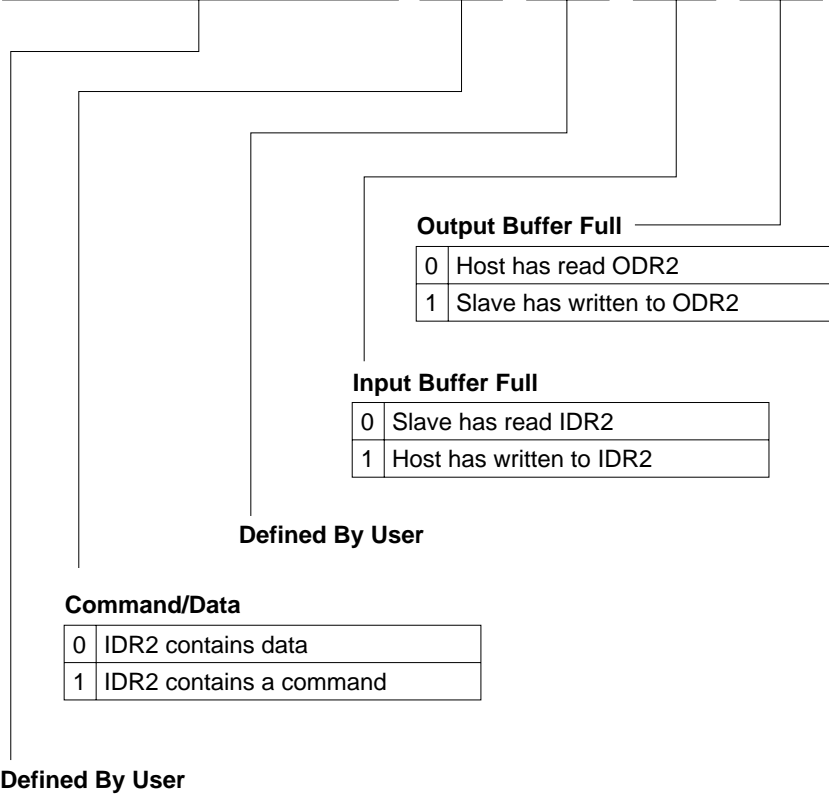 Output Buffer Full
0 Host has read ODR2
1 Slave has written to ODR2
Input Buffer Full
0 Slave has read IDR2
1 Host has written to IDR2
Defined By User
Command/Data
0 IDR2 contains data
1 IDR2 contains a command
Defined By User